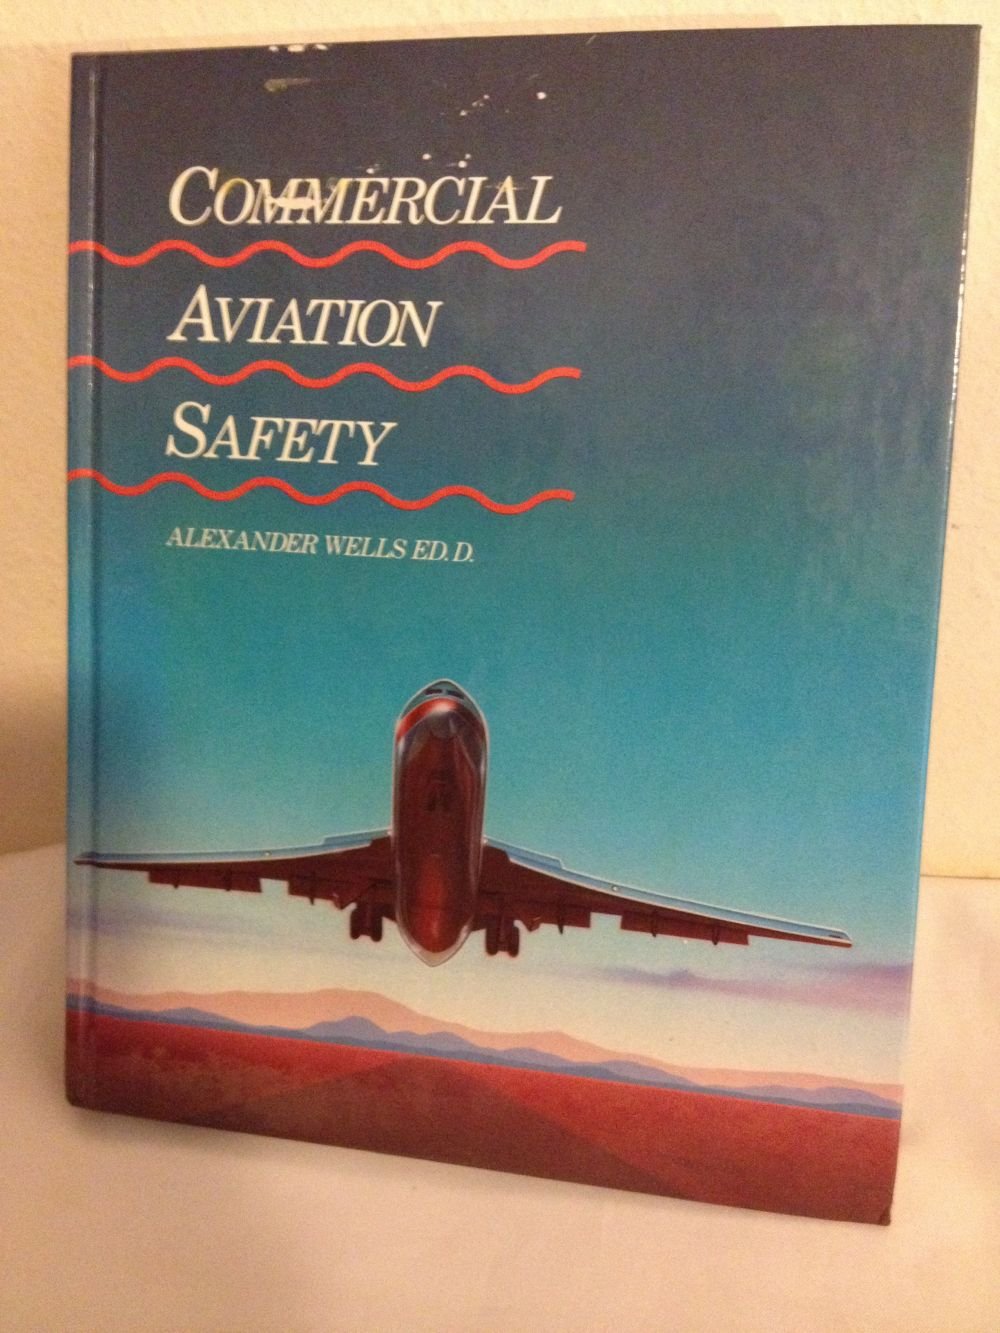 COMMERCIAL
AVIATION
SAFETY
ALEXANDER WELLS ED. D.